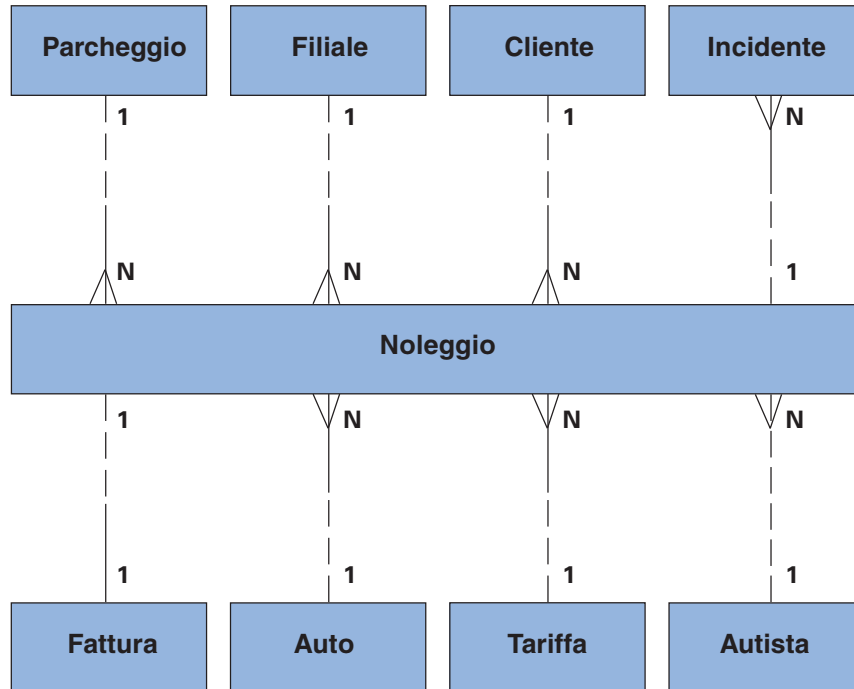 Parcheggio Filiale Cliente Incidente
1 1 1 N
N N N 1
Noleggio
1 N N N
1 1 1 1
Fattura Auto Tariffa Autista